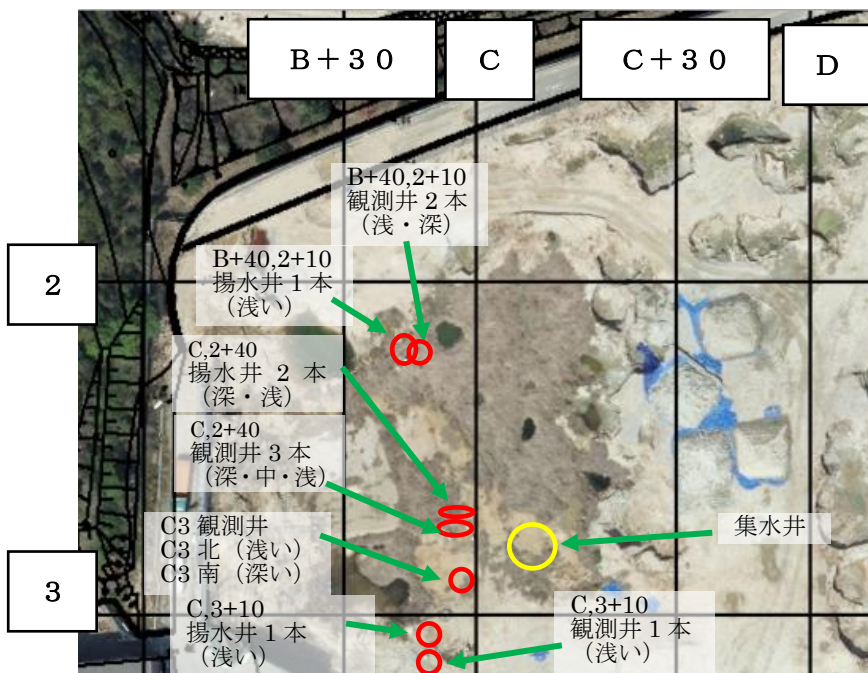 B+30
C
C+30
D
B+40,2+10
観測井 2 本
(浅・深)
2
B+40,2+10
揚水井 1 本
(浅い)
C,2+40
揚水井 2 本
(深・浅)
C,2+40
観測井 3 本
(深・中・浅)
C3 観測井
C3 北 (浅い)
C3 南 (深い)
集水井
3
C,3+10
揚水井 1 本
(浅い)
C,3+10
観測井 1 本
(浅い)